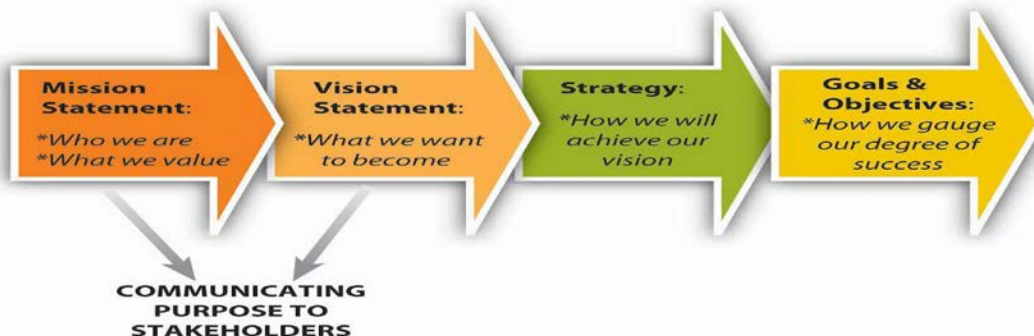 Mission
Statement:
*Who we are
*What we value
Vision
Statement:
*What we want
to become
Strategy:
*How we will
achieve our
vision
Goals &
Objectives:
*How we gauge
our degree of
success
COMMUNICATING
PURPOSE TO
STAKEHOLDERS